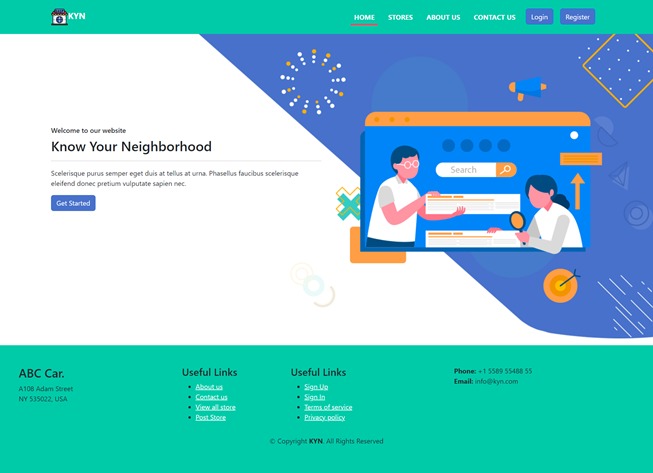 KYN
HOME
STORES
ABOUT US
CONTACT US
Login
Register
Welcome to our website
Know Your Neighborhood
Scelerisque purus semper eget duis at tellus at urna. Phasellus faucibus scelerisque
eleifend donec pretium vulputate sapien nec.
Get Started
Search
ABC Car.
A108 Adam Street
NY 535022, USA
Useful Links
About us
Contact us
View all store
Post Store
Useful Links
Sign Up
Sign In
Terms of service
Privacy policy
Phone: +1 5589 55488 55
Email: info@kyn.com
© Copyright KYN. All Rights Reserved